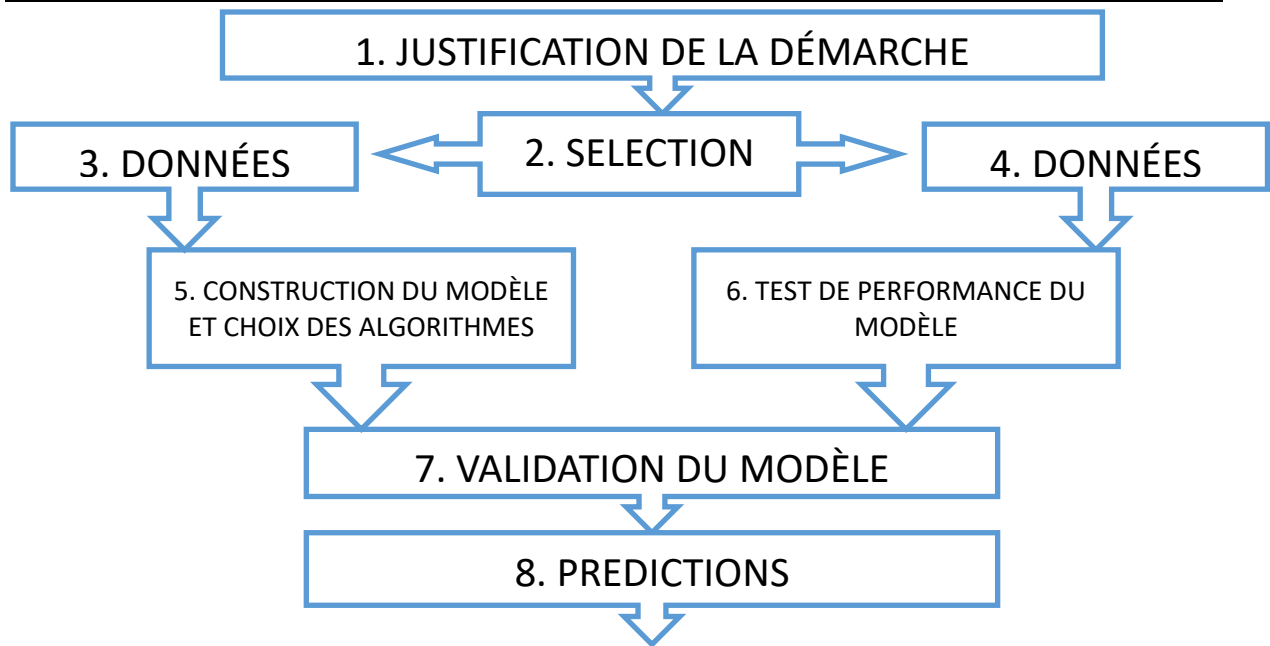 1. JUSTIFICATION DE LA DÉMARCHE
2. SELECTION
3. DONNÉES
4. DONNÉES
5. CONSTRUCTION DU MODÈLE
ET CHOIX DES ALGORITHMES
6. TEST DE PERFORMANCE DU
MODÈLE
7. VALIDATION DU MODÈLE
8. PREDICTIONS